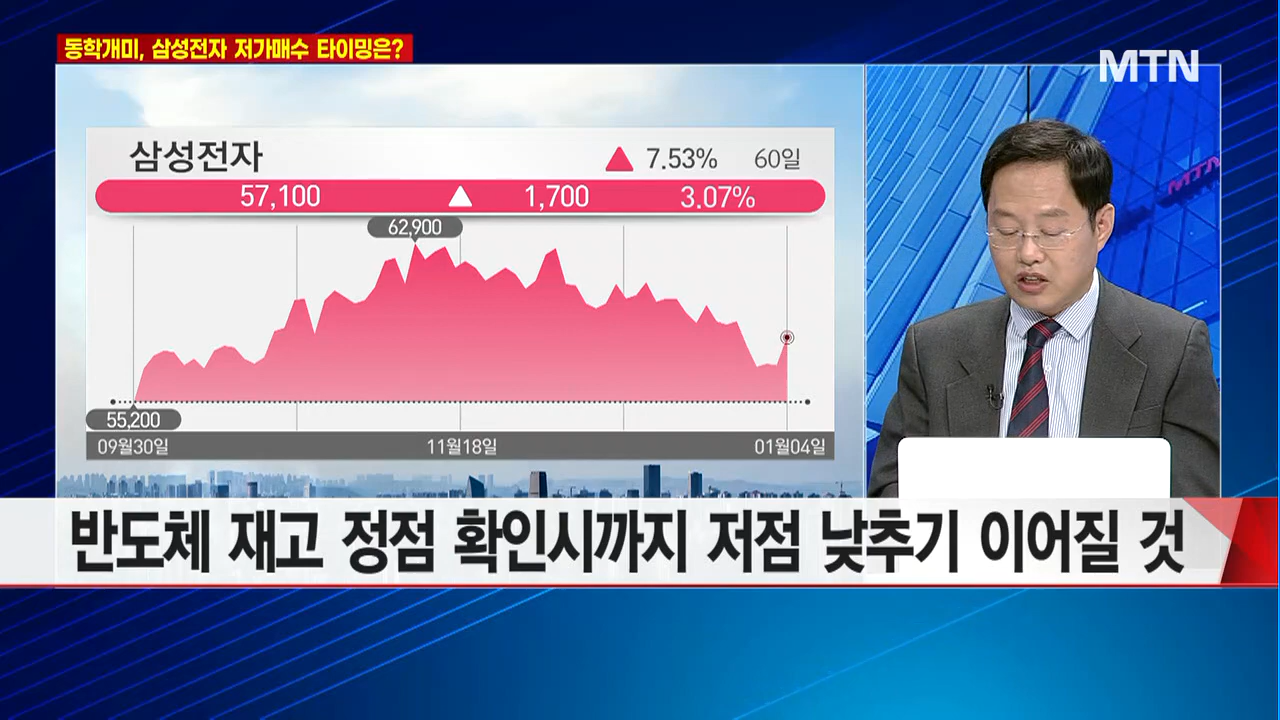 동학개미, 삼성전자 저가매수 타이밍은?
MTN
삼성전자 ▲ 7.53% 60일
57,100 ▲ 1,700 3.07%
62,900
55,200
09월30일 11월18일 01월04일
MTN
반도체 재고 정점 확인시까지 저점 낮추기 이어질 것